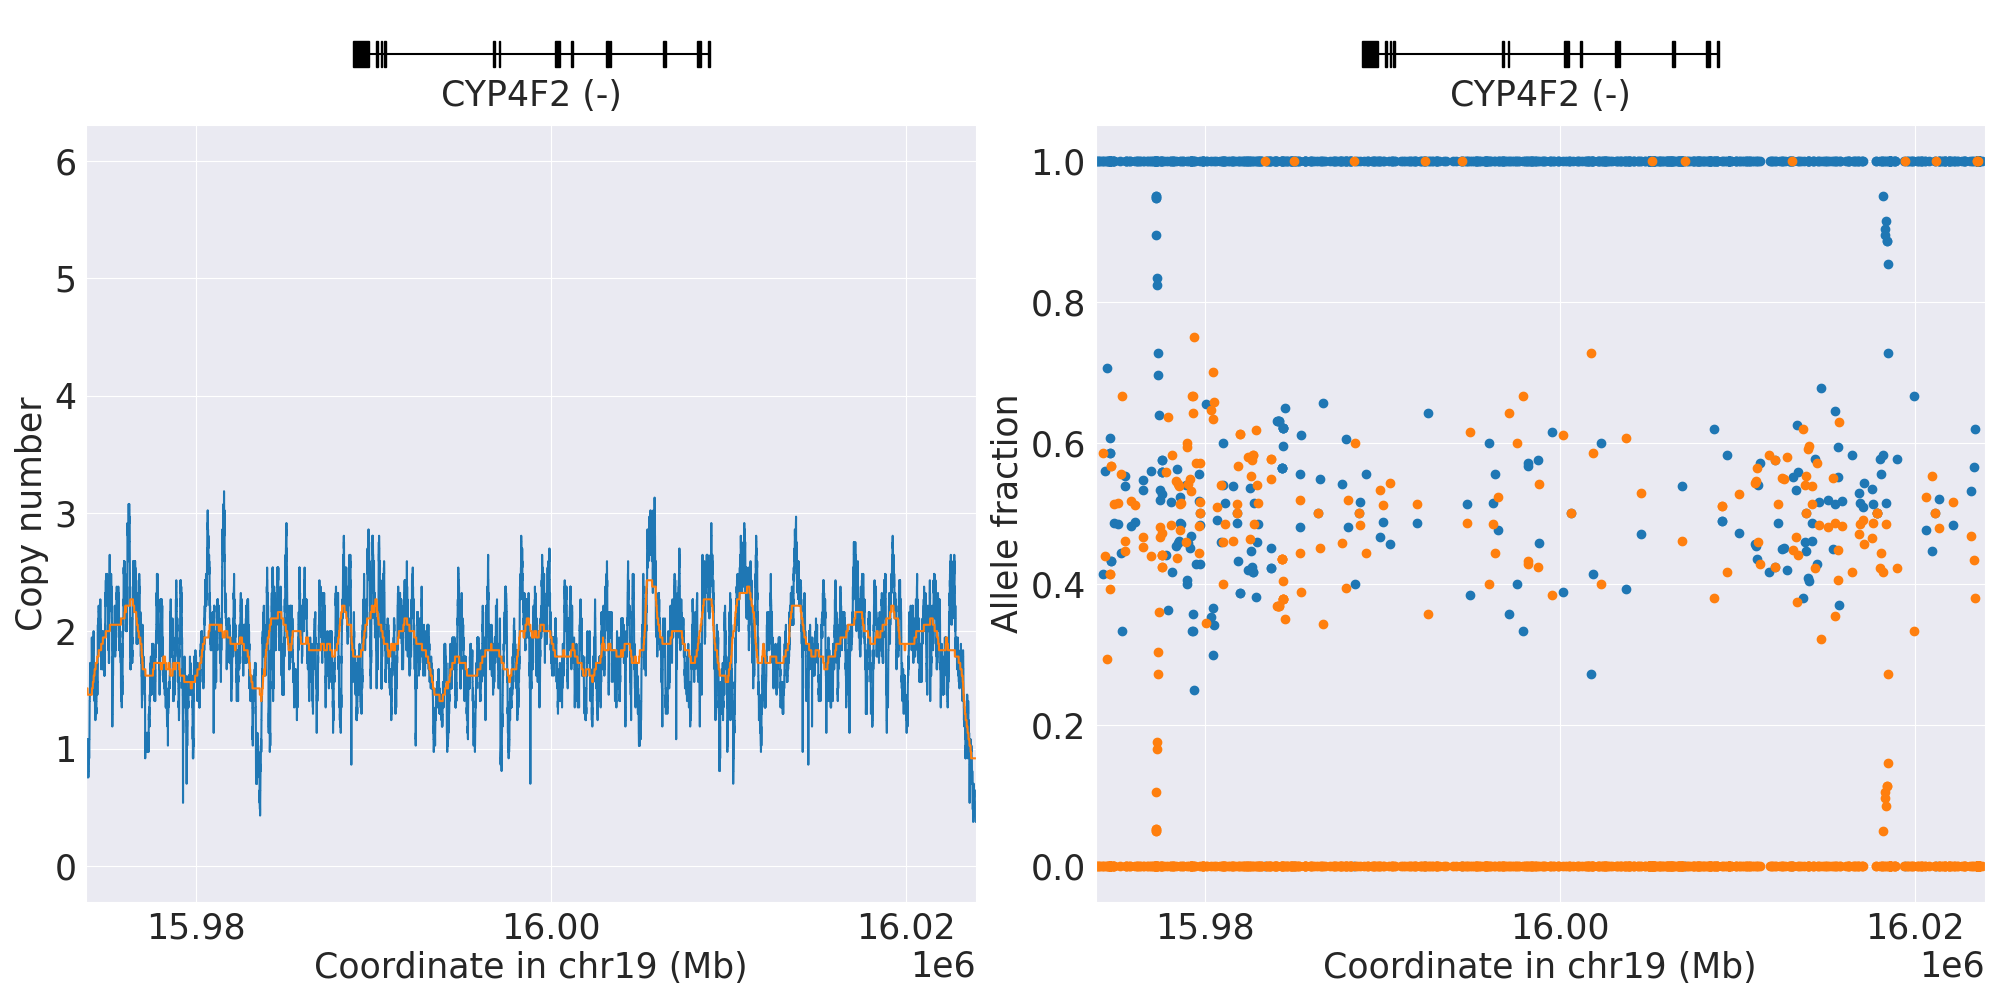 CYP4F2 (-)
Copy number
6
5
4
3
2
1
0
15.98
16.00
16.02
Coordinate in chr19 (Mb)
1e6
CYP4F2 (-)
Allele fraction
1.0
0.8
0.6
0.4
0.2
0.0
15.98
16.00
16.02
Coordinate in chr19 (Mb)
1e6